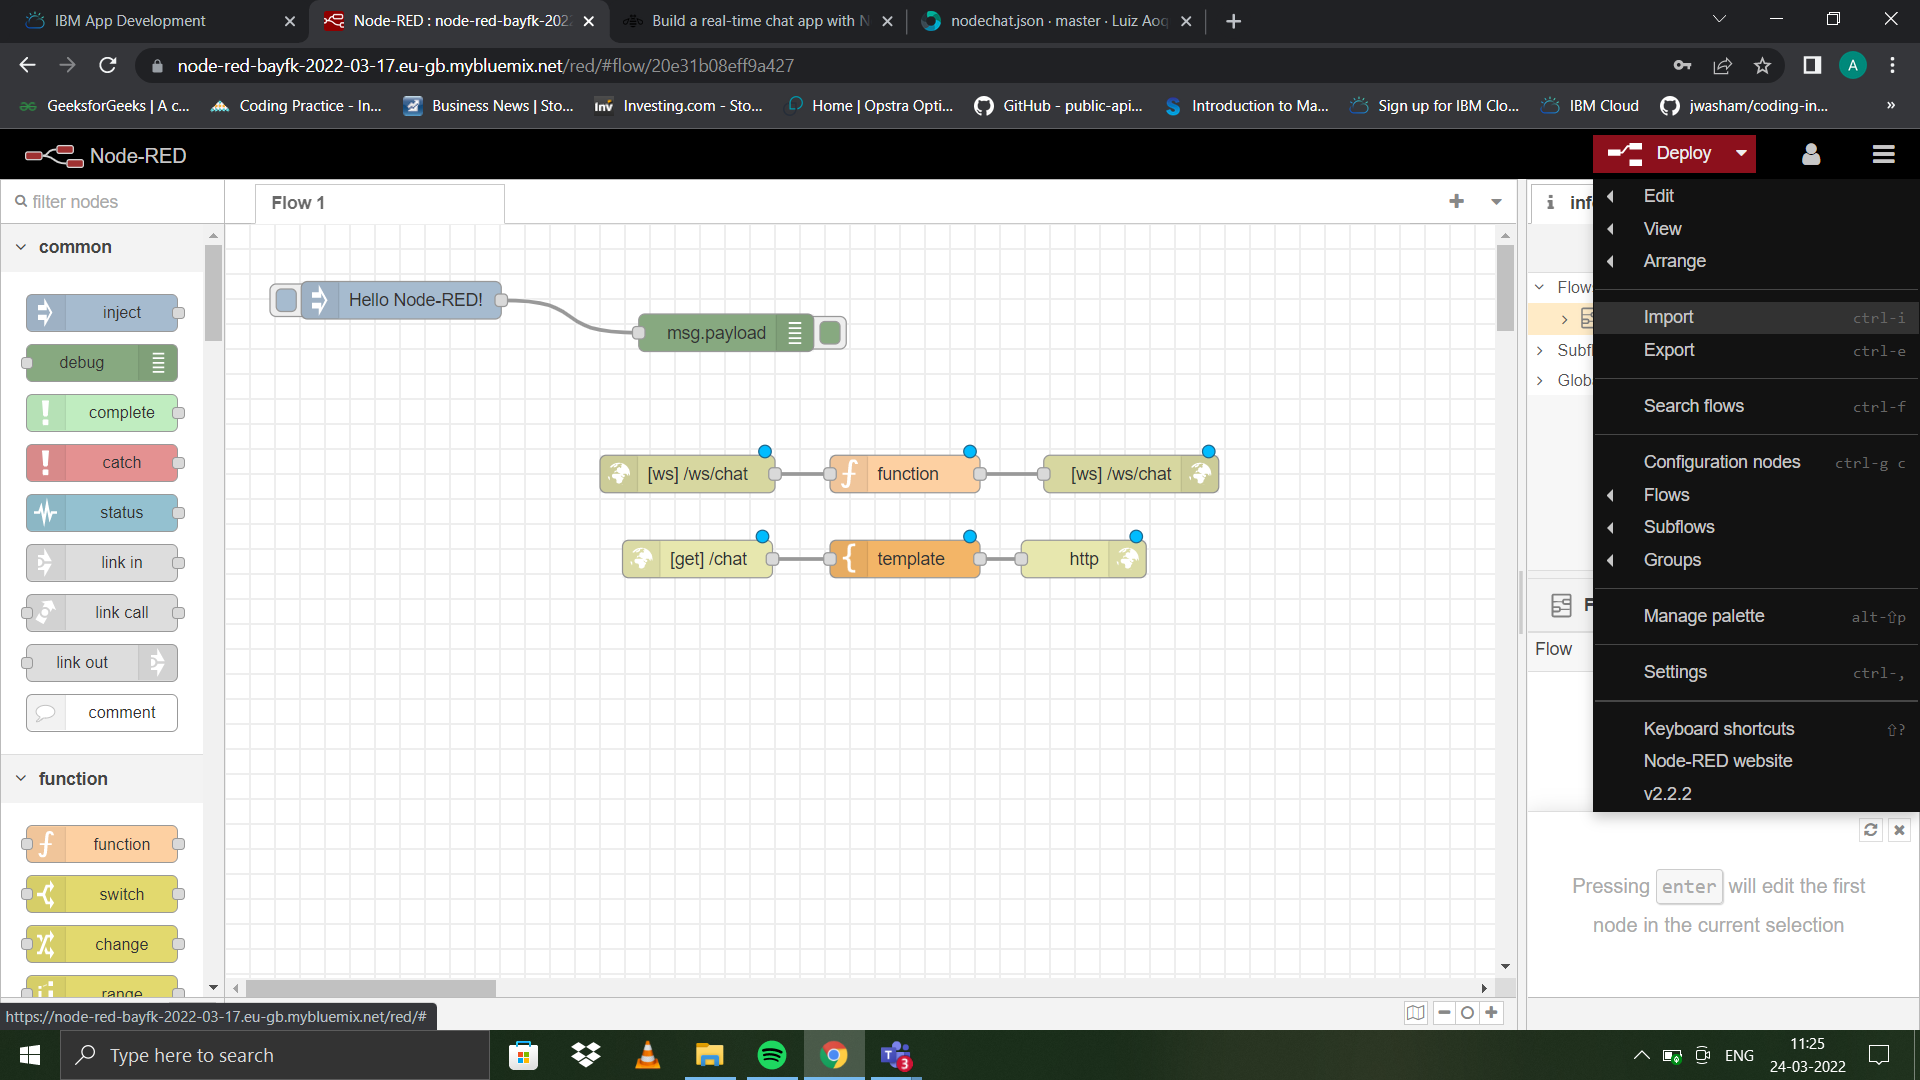 IBM App Development
Node-RED : node-red-bayfk-202
Build a real-time chat app with N
nodechat.json · master · Luiz Aoq
node-red-bayfk-2022-03-17.eu-gb.mybluemix.net/red/#flow/20e31b08eff9a427
A
GeeksforGeeks | A c...
Coding Practice - In...
Business News | Sto...
Inv
Investing.com - Sto...
Home | Opstra Opti...
GitHub - public-api...
Introduction to Ma...
Sign up for IBM Clo...
IBM Cloud
jwasham/coding-in...
»
Node-RED
Deploy
filter nodes
Flow 1
i inf
Edit
View
Arrange
Import ctrl-i
Export ctrl-e
Search flows ctrl-f
Configuration nodes ctrl-g c
Flows
Subflows
Groups
Manage palette alt-⇧p
Settings ctrl-,
Keyboard shortcuts ⇧?
Node-RED website
v2.2.2
common
inject
debug
complete
catch
status
link in
link call
link out
comment
function
function
switch
change
range
Hello Node-RED!
msg.payload
[ws] /ws/chat
function
[ws] /ws/chat
[get] /chat
template
http
Flow
Subfl
Glob
F
Flow
Pressing enter will edit the first
node in the current selection
https://node-red-bayfk-2022-03-17.eu-gb.mybluemix.net/red/#
Type here to search
3
ENG
11:25
24-03-2022